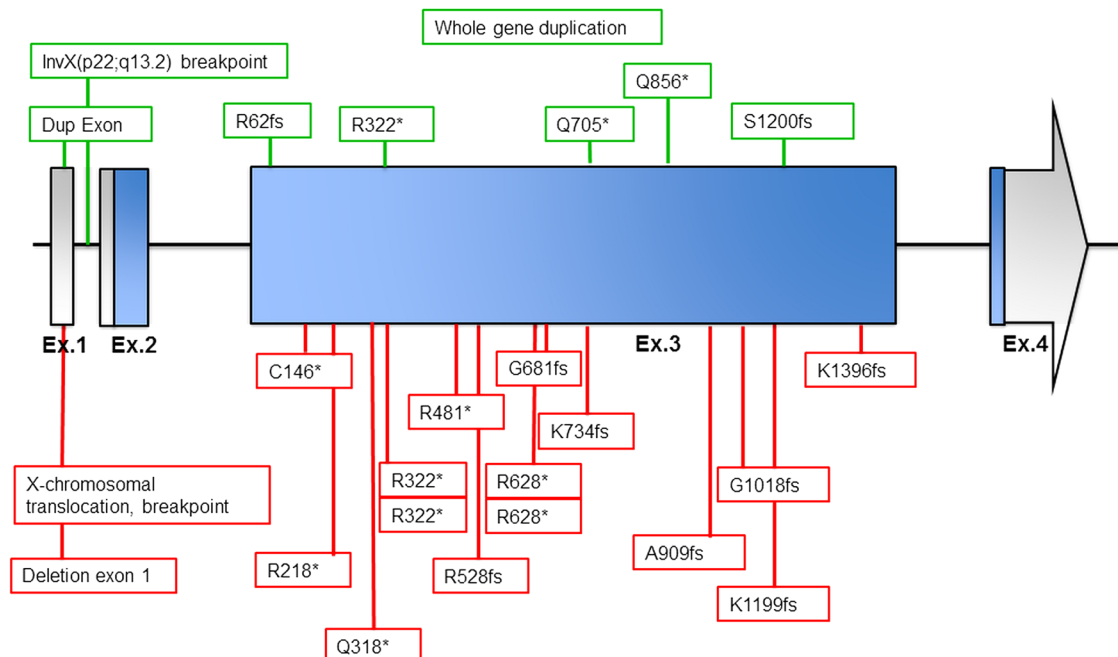 Whole gene duplication
InvX(p22;q13.2) breakpoint
Q856*
Dup Exon
R62fs
R322*
Q705*
S1200fs
Ex.1
Ex.2
Ex.3
Ex.4
C146*
G681fs
K1396fs
R481*
K734fs
X-chromosomal
translocation, breakpoint
R322*
R628*
G1018fs
R322*
R628*
A909fs
Deletion exon 1
R218*
R528fs
K1199fs
Q318*